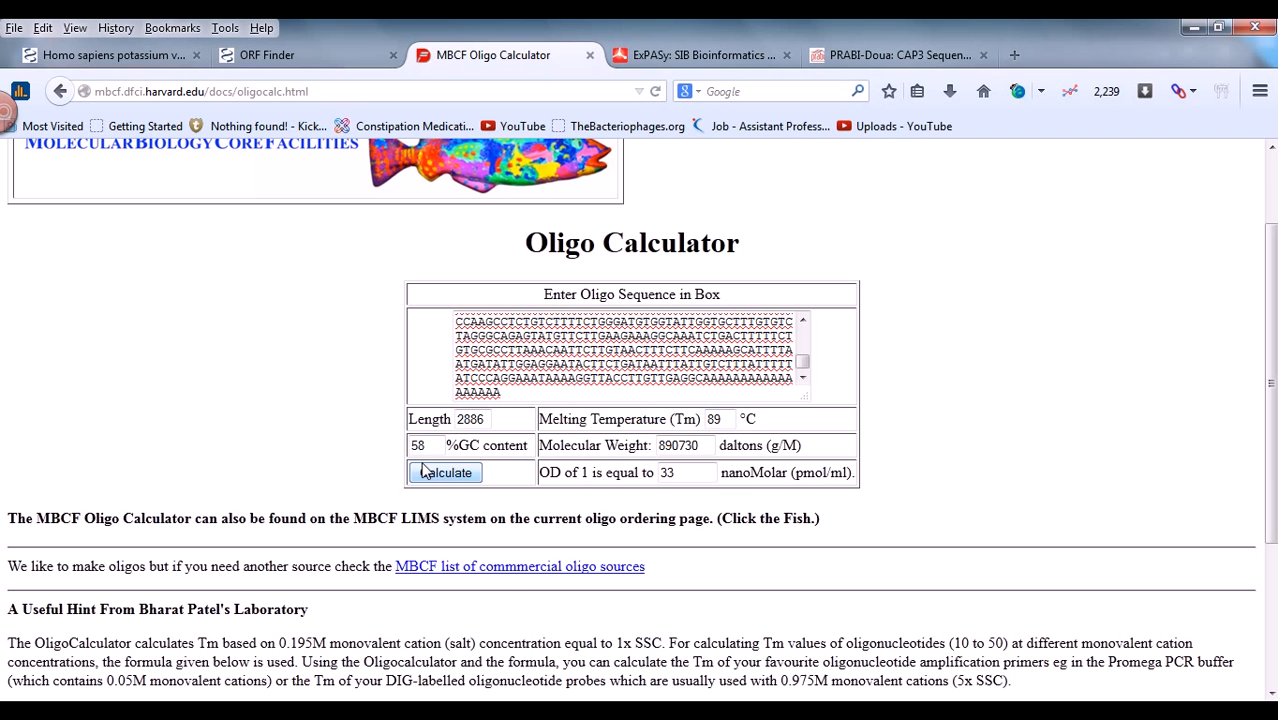 File Edit View History Bookmarks Tools Help
Homo sapiens potassium v...
ORF Finder
MBCF Oligo Calculator
ExPASy: SIB Bioinformatics ...
PRABI-Doua: CAP3 Sequen...
mbcf.dfci.harvard.edu/docs/oligocalc.html
Google
2,239
Most Visited
Getting Started
Nothing found! - Kick...
Constipation Medicati...
YouTube
TheBacteriophages.org
Job - Assistant Profess...
Uploads - YouTube
MOLECULAR BIOLOGY CORE FACILITIES
Oligo Calculator
Enter Oligo Sequence in Box
CCAAGCCTCTGTCTTTTCTGGGATGTGGTATTGGTGCTTTGTGTC
TAGGGCAGAGTATGTTCTTGAAGAAAGGCAAATCTGACTTTTTCT
GTGCGCCTTAAACAATTCTTGTAACTTTCTTCAAAAAGCATTTTA
ATGATATTGGAGGAATACTTCTGATAATTTATTGTCTTTATTTTT
ATCCCAGGAAATAAAAGGTTACCTTGTTGAGGCAAAAAAAAAAAA
AAAAAA
Length 2886 Melting Temperature (Tm) 89 °C
58 %GC content Molecular Weight: 890730 daltons (g/M)
Calculate OD of 1 is equal to 33 nanoMolar (pmol/ml).
The MBCF Oligo Calculator can also be found on the MBCF LIMS system on the current oligo ordering page. (Click the Fish.)
We like to make oligos but if you need another source check the MBCF list of commmercial oligo sources
A Useful Hint From Bharat Patel's Laboratory
The OligoCalculator calculates Tm based on 0.195M monovalent cation (salt) concentration equal to 1x SSC. For calculating Tm values of oligonucleotides (10 to 50) at different monovalent cation
concentrations, the formula given below is used. Using the Oligocalculator and the formula, you can calculate the Tm of your favourite oligonucleotide amplification primers eg in the Promega PCR buffer
(which contains 0.05M monovalent cations) or the Tm of your DIG-labelled oligonucleotide probes which are usually used with 0.975M monovalent cations (5x SSC).